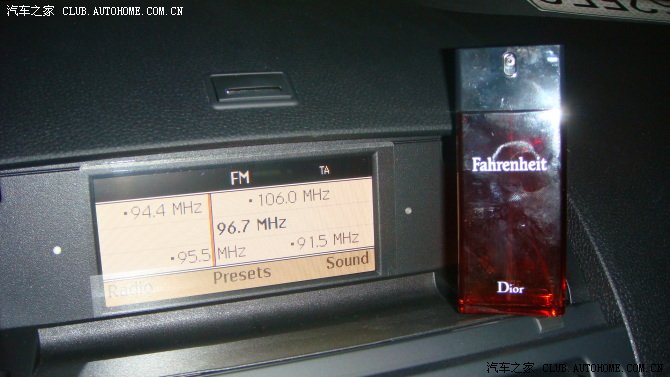 汽车之家 CLUB.AUTOHOME.COM.CN
FM TA
94.4 MHz
106.0 MHz
96.7 MHz
95.5 MHz
91.5 MHz
Radio Presets Sound
Fahrenheit
Dior
汽车之家 CLUB.AUTOHOME.COM.CN